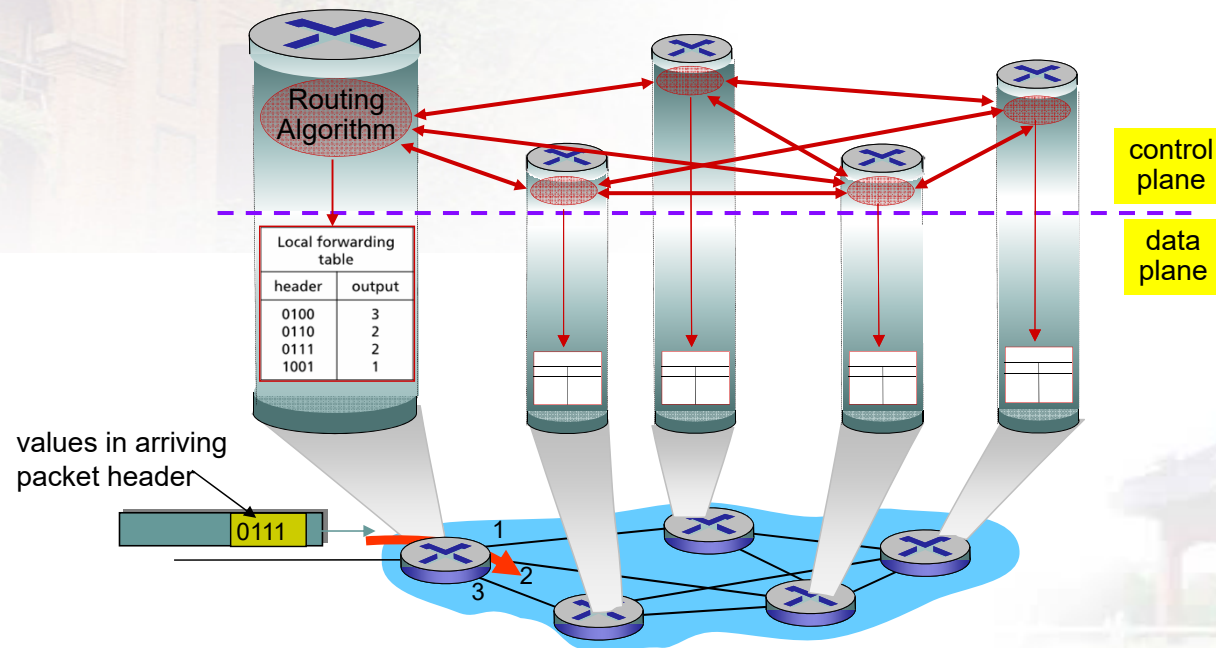 Routing
Algorithm
control
plane
data
plane
Local forwarding
table
header output
0100 3
0110 2
0111 2
1001 1
values in arriving
packet header
0111
1
2
3